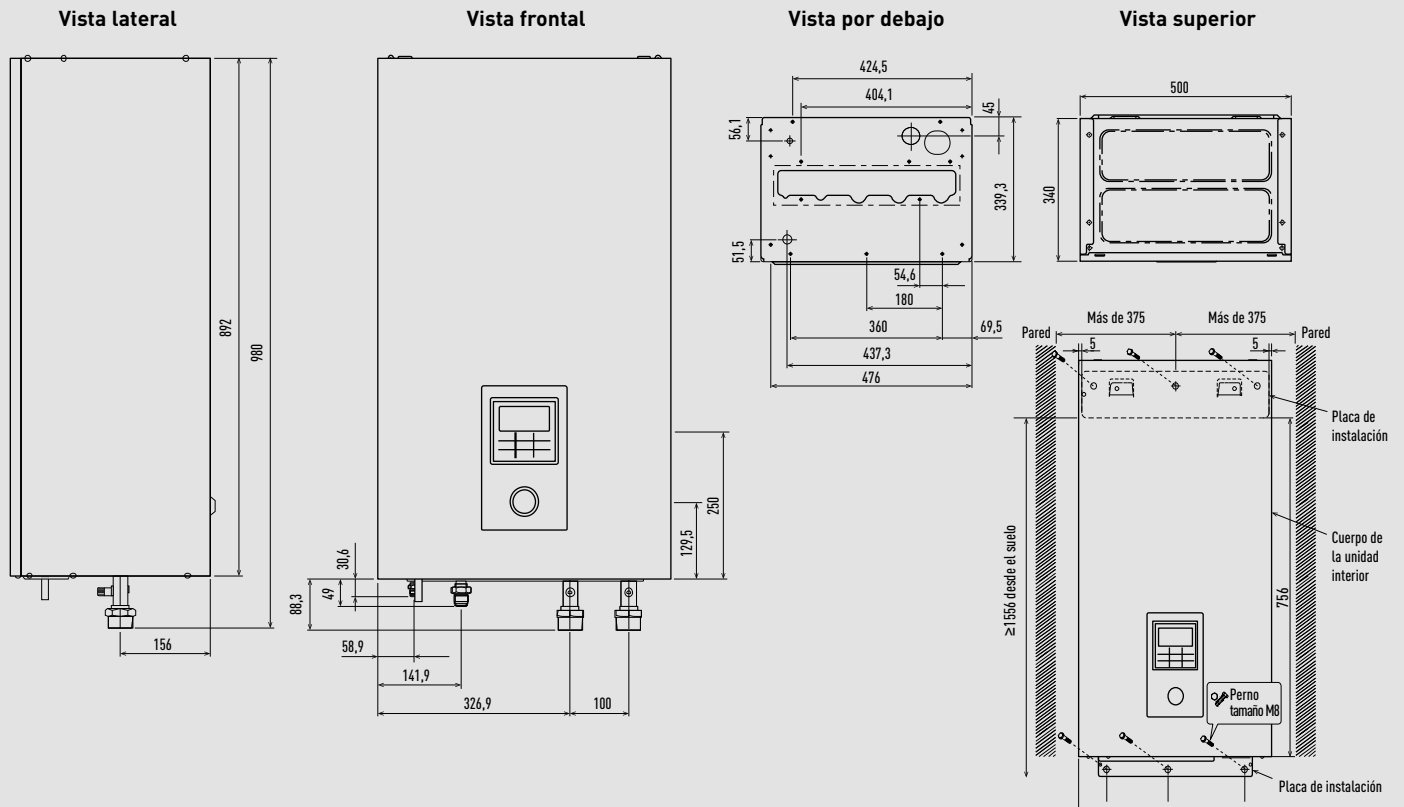 Vista lateral
Vista frontal
Vista por debajo
Vista superior
892
980
156
30,6
49
88,3
58,9
141,9
326,9
100
129,5
250
424,5
404,1
45
56,1
339,3
51,5
54,6
180
360
69,5
437,3
476
500
340
Más de 375
Más de 375
Pared
Pared
5
5
Placa de
instalación
≥1556 desde el suelo
756
Cuerpo de
la unidad
interior
Perno
tamaño M8
Placa de instalación